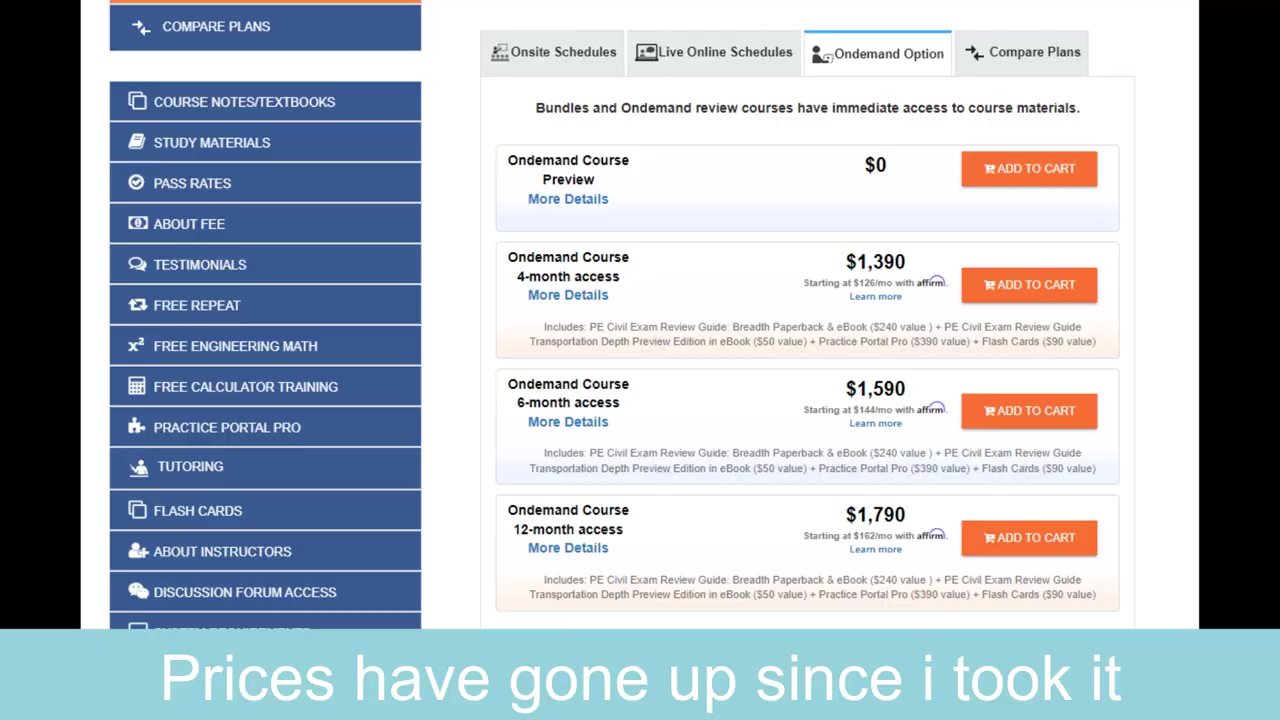 COMPARE PLANS
COURSE NOTES/TEXTBOOKS
STUDY MATERIALS
PASS RATES
ABOUT FEE
TESTIMONIALS
FREE REPEAT
x² FREE ENGINEERING MATH
FREE CALCULATOR TRAINING
PRACTICE PORTAL PRO
TUTORING
FLASH CARDS
ABOUT INSTRUCTORS
DISCUSSION FORUM ACCESS
Onsite Schedules
Live Online Schedules
Ondemand Option
Compare Plans
Bundles and Ondemand review courses have immediate access to course materials.
Ondemand Course
Preview
More Details
$0
ADD TO CART
Ondemand Course
4-month access
More Details
$1,390
Starting at $126/mo with affirm.
Learn more
ADD TO CART
Includes: PE Civil Exam Review Guide: Breadth Paperback & eBook ($240 value ) + PE Civil Exam Review Guide
Transportation Depth Preview Edition in eBook ($50 value) + Practice Portal Pro ($390 value) + Flash Cards ($90 value)
Ondemand Course
6-month access
More Details
$1,590
Starting at $144/mo with affirm.
Learn more
ADD TO CART
Includes: PE Civil Exam Review Guide: Breadth Paperback & eBook ($240 value ) + PE Civil Exam Review Guide
Transportation Depth Preview Edition in eBook ($50 value) + Practice Portal Pro ($390 value) + Flash Cards ($90 value)
Ondemand Course
12-month access
More Details
$1,790
Starting at $162/mo with affirm.
Learn more
ADD TO CART
Includes: PE Civil Exam Review Guide: Breadth Paperback & eBook ($240 value ) + PE Civil Exam Review Guide
Transportation Depth Preview Edition in eBook ($50 value) + Practice Portal Pro ($390 value) + Flash Cards ($90 value)
Prices have gone up since i took it